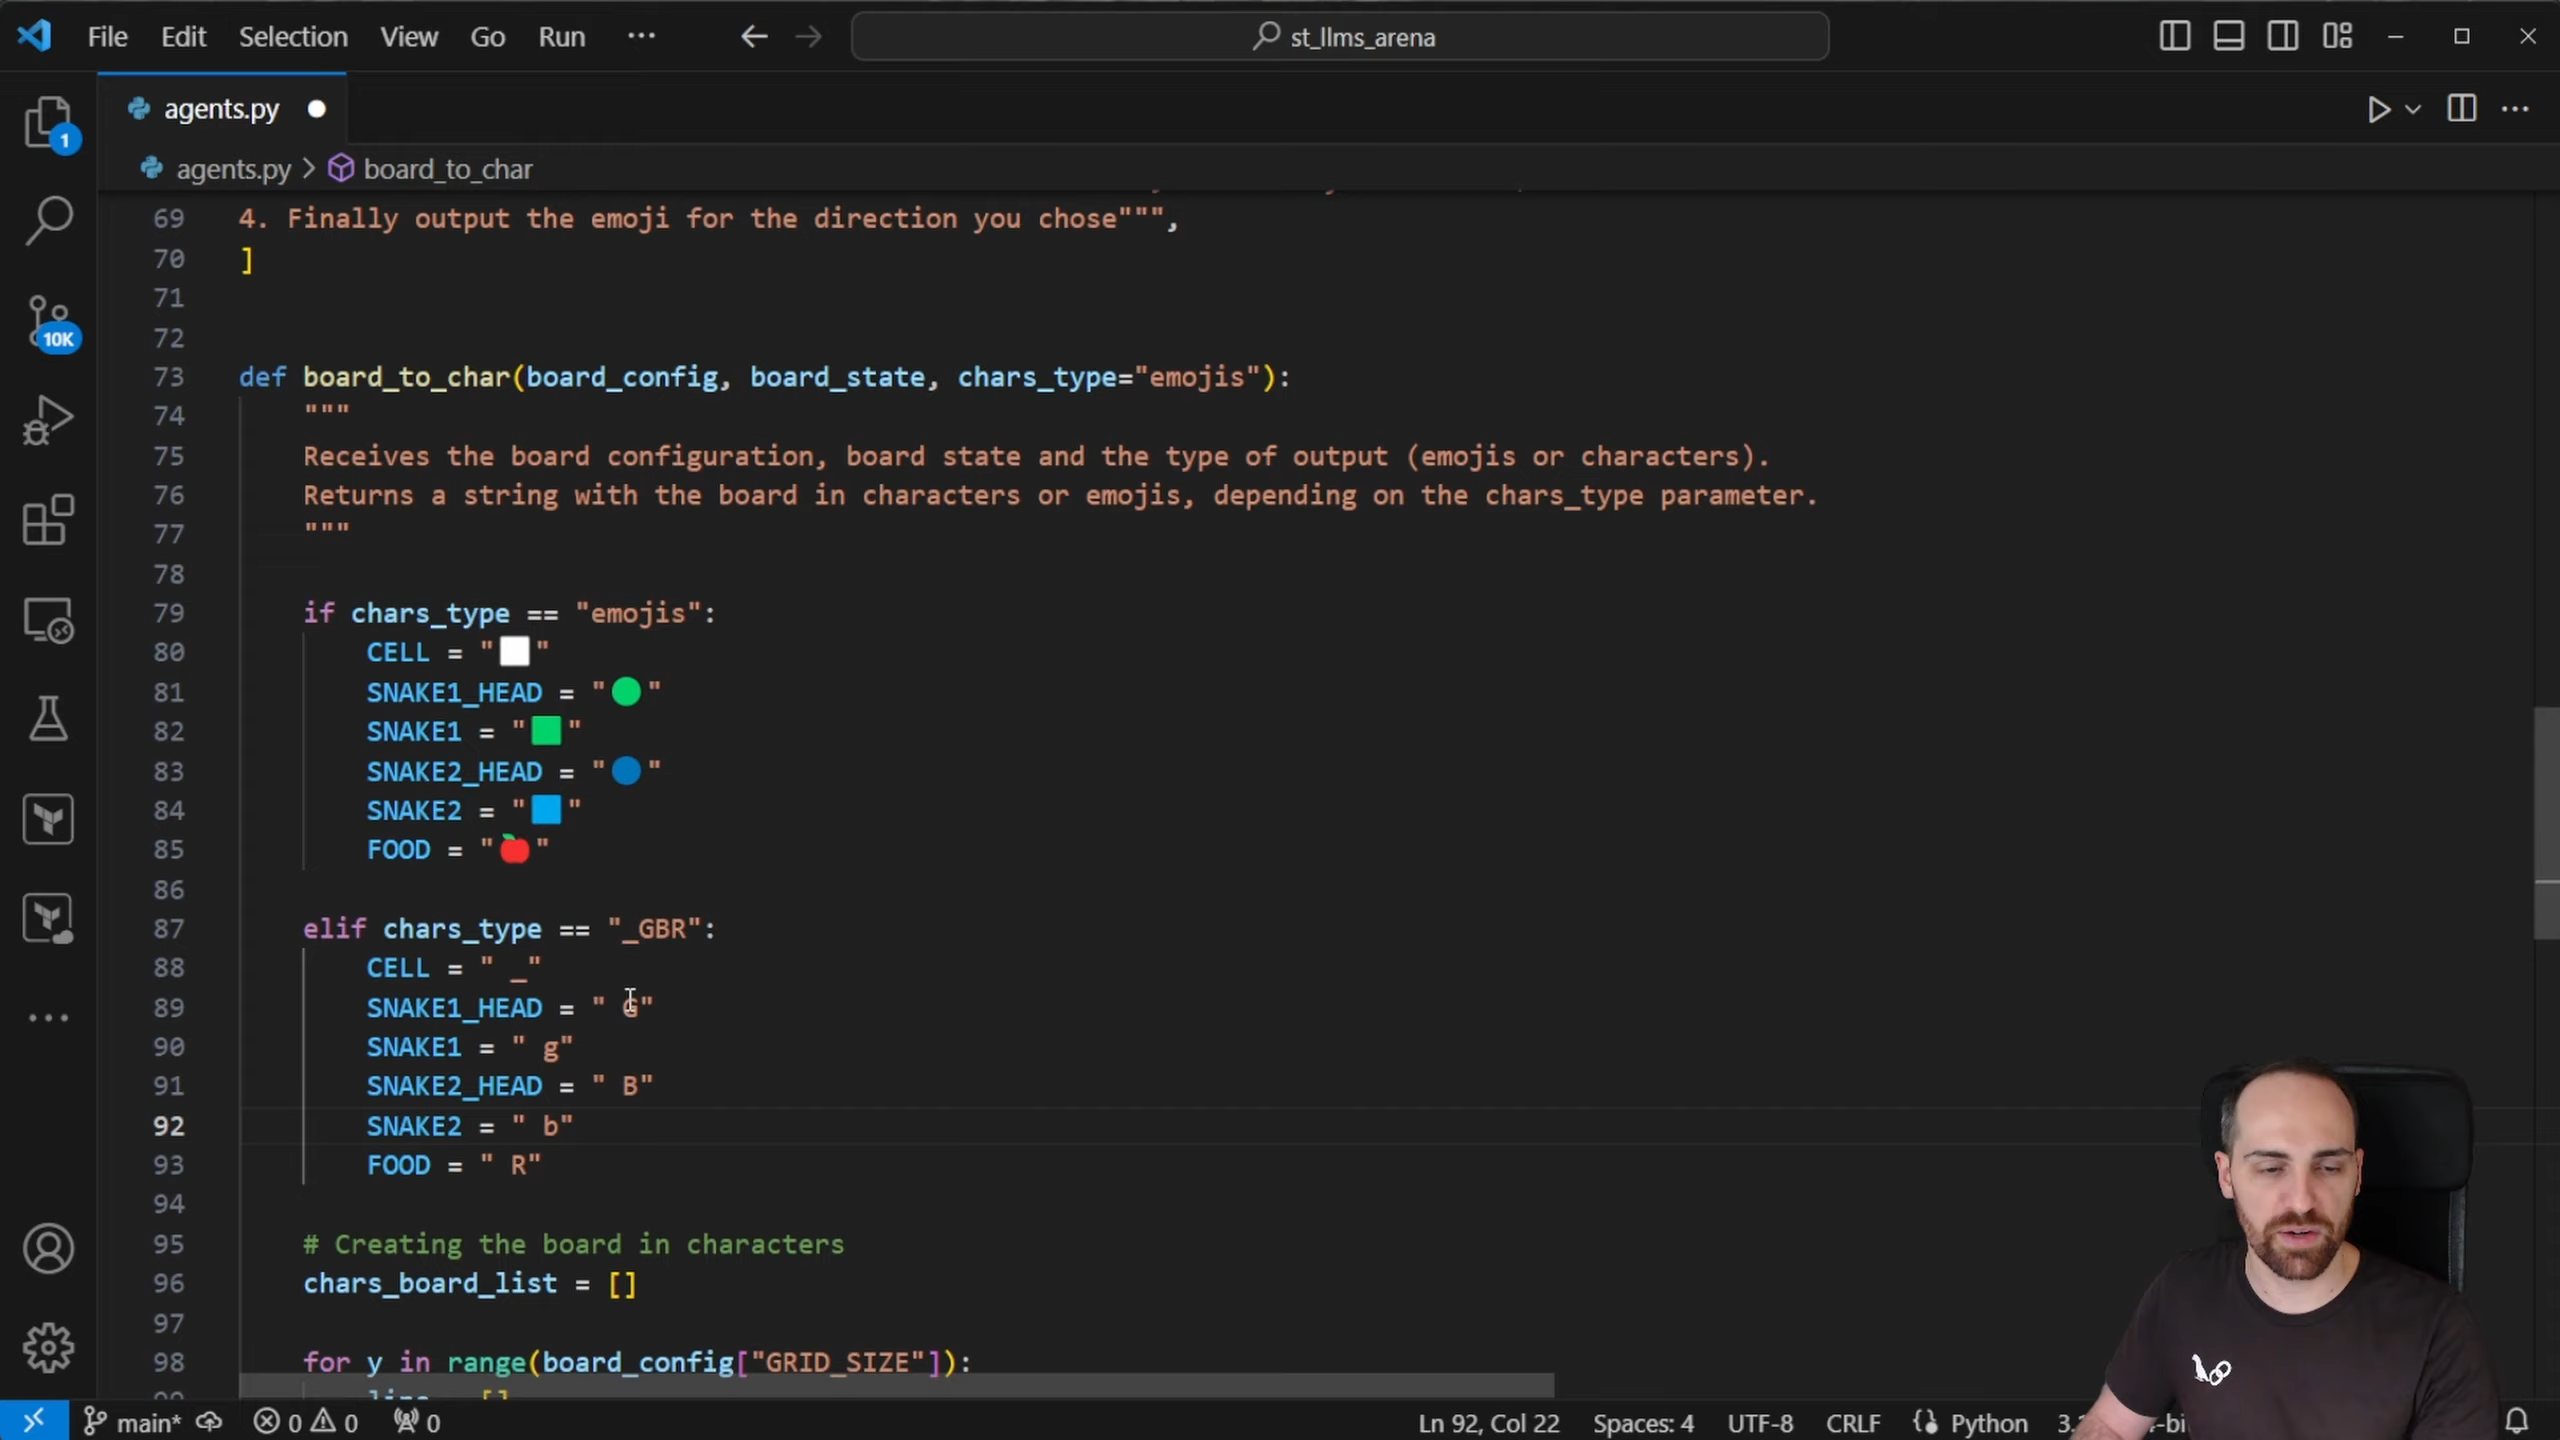 File Edit Selection View Go Run ··· st_llms_arena
agents.py
agents.py > board_to_char
1
10K
69 4. Finally output the emoji for the direction you chose""",
70 ]
71
72
73 def board_to_char(board_config, board_state, chars_type="emojis"):
74 """
75 Receives the board configuration, board state and the type of output (emojis or characters).
76 Returns a string with the board in characters or emojis, depending on the chars_type parameter.
77 """
78
79 if chars_type == "emojis":
80 CELL = "⬜"
81 SNAKE1_HEAD = "🟢"
82 SNAKE1 = "🟩"
83 SNAKE2_HEAD = "🔵"
84 SNAKE2 = "🟦"
85 FOOD = "🍎"
86
87 elif chars_type == "_GBR":
88 CELL = " _"
89 SNAKE1_HEAD = " G"
90 SNAKE1 = " g"
91 SNAKE2_HEAD = " B"
92 SNAKE2 = " b"
93 FOOD = " R"
94
95 # Creating the board in characters
96 chars_board_list = []
97
98 for y in range(board_config["GRID_SIZE"]):
main* 0 0 0 Ln 92, Col 22 Spaces: 4 UTF-8 CRLF Python